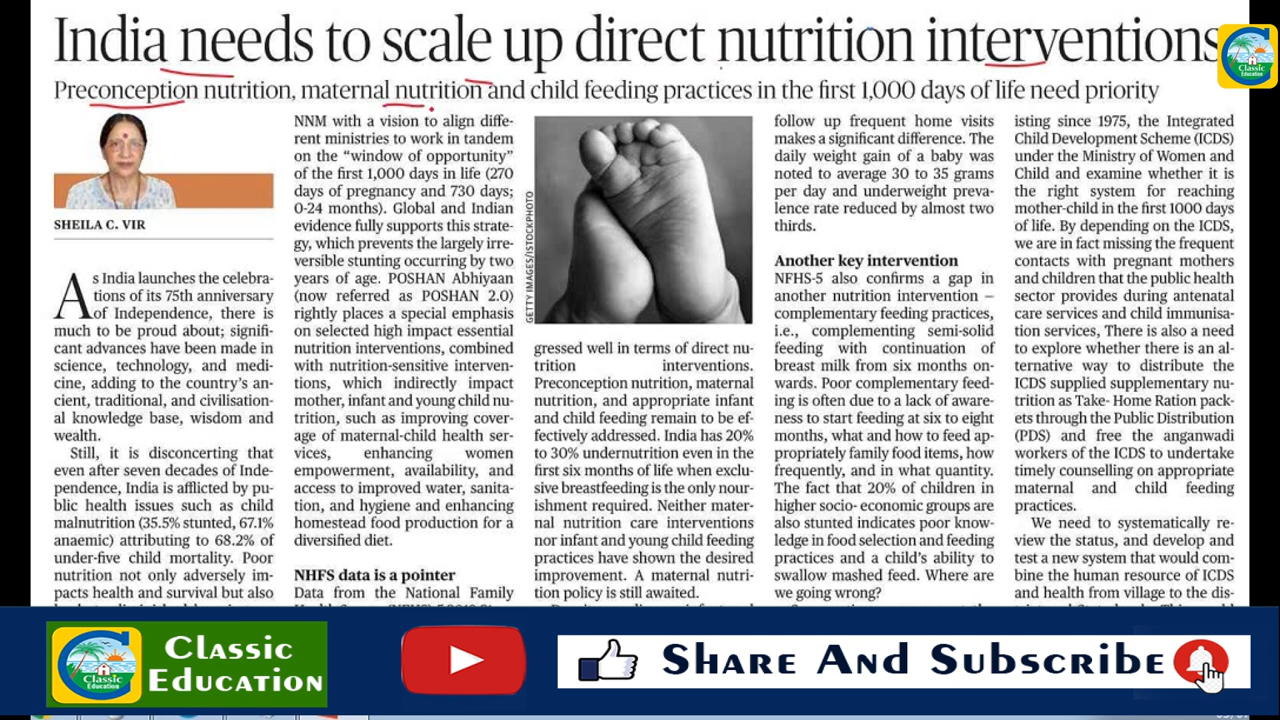 India needs to scale up direct nutrition interventions
Preconception nutrition, maternal nutrition and child feeding practices in the first 1,000 days of life need priority
SHEILA C. VIR
As India launches the celebra-
tions of its 75th anniversary
of Independence, there is
much to be proud about; signifi-
cant advances have been made in
science, technology, and medi-
cine, adding to the country's an-
cient, traditional, and civilisation-
al knowledge base, wisdom and
wealth.
Still, it is disconcerting that
even after seven decades of Inde-
pendence, India is afflicted by pu-
blic health issues such as child
malnutrition (35.5% stunted, 67.1%
anaemic) attributing to 68.2% of
under-five child mortality. Poor
nutrition not only adversely im-
pacts health and survival but also
NNM with a vision to align diffe-
rent ministries to work in tandem
on the “window of opportunity”
of the first 1,000 days in life (270
days of pregnancy and 730 days;
0-24 months). Global and Indian
evidence fully supports this strate-
gy, which prevents the largely irre-
versible stunting occurring by two
years of age. POSHAN Abhiyaan
(now referred as POSHAN 2.0)
rightly places a special emphasis
on selected high impact essential
nutrition interventions, combined
with nutrition-sensitive interven-
tions, which indirectly impact
mother, infant and young child nu-
trition, such as improving cover-
age of maternal-child health ser-
vices, enhancing women
empowerment, availability, and
access to improved water, sanita-
tion, and hygiene and enhancing
homestead food production for a
diversified diet.
NHFS data is a pointer
Data from the National Family
GETTY IMAGES/ISTOCKPHOTO
gressed well in terms of direct nu-
trition interventions.
Preconception nutrition, maternal
nutrition, and appropriate infant
and child feeding remain to be ef-
fectively addressed. India has 20%
to 30% undernutrition even in the
first six months of life when exclu-
sive breastfeeding is the only nour-
ishment required. Neither mater-
nal nutrition care interventions
nor infant and young child feeding
practices have shown the desired
improvement. A maternal nutri-
tion policy is still awaited.
follow up frequent home visits
makes a significant difference. The
daily weight gain of a baby was
noted to average 30 to 35 grams
per day and underweight preva-
lence rate reduced by almost two
thirds.
Another key intervention
NFHS-5 also confirms a gap in
another nutrition intervention –
complementary feeding practices,
i.e., complementing semi-solid
feeding with continuation of
breast milk from six months on-
wards. Poor complementary feed-
ing is often due to a lack of aware-
ness to start feeding at six to eight
months, what and how to feed ap-
propriately family food items, how
frequently, and in what quantity.
The fact that 20% of children in
higher socio- economic groups are
also stunted indicates poor know-
ledge in food selection and feeding
practices and a child's ability to
swallow mashed feed. Where are
we going wrong?
isting since 1975, the Integrated
Child Development Scheme (ICDS)
under the Ministry of Women and
Child and examine whether it is
the right system for reaching
mother-child in the first 1000 days
of life. By depending on the ICDS,
we are in fact missing the frequent
contacts with pregnant mothers
and children that the public health
sector provides during antenatal
care services and child immunisa-
tion services, There is also a need
to explore whether there is an al-
ternative way to distribute the
ICDS supplied supplementary nu-
trition as Take- Home Ration pack-
ets through the Public Distribution
(PDS) and free the anganwadi
workers of the ICDS to undertake
timely counselling on appropriate
maternal and child feeding
practices.
We need to systematically re-
view the status, and develop and
test a new system that would com-
bine the human resource of ICDS
and health from village to the dis-
Classic
Education
Classic
Education
Classic
Education
Share And Subscribe